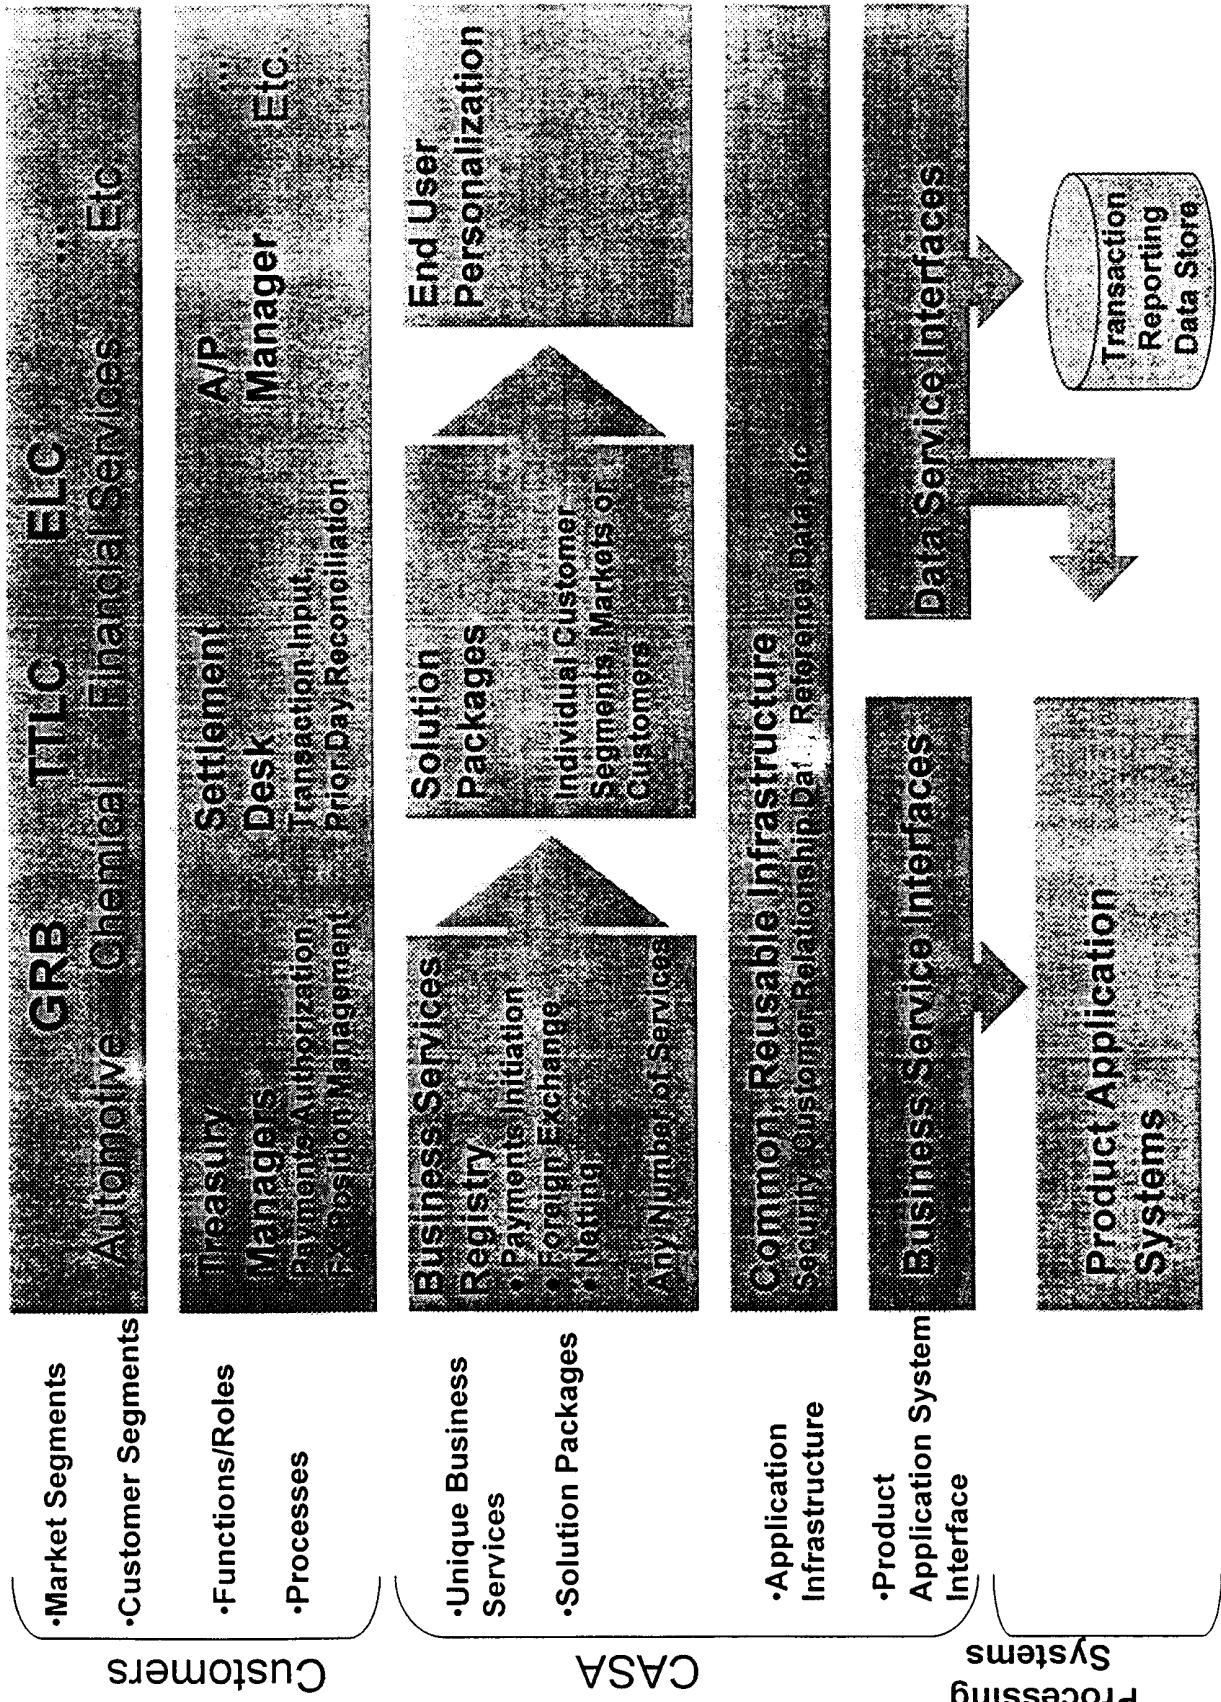 Customers
•Market Segments
•Customer Segments
•Functions/Roles
•Processes
GRB TTLC ELC ...
Automotive Chemical Financial Services Etc.
Treasury
Managers
Payments Authorization,
FX Position Management
Settlement
Desk
Transaction Input,
Prior Day Reconciliation
A/P
Manager
...
Etc.
CASA
•Unique Business
Services
•Solution Packages
•Application
Infrastructure
•Product
Application System
Interface
Business Services
Registry
• Payments Initiation
• Foreign Exchange
• Netting
Any Number of Services
Solution
Packages
Individual Customer
Segments, Markets or
Customers
End User
Personalization
Common, Reusable Infrastructure
Security, Customer Relationship Data, Reference Data, etc
Business Service Interfaces
Data Service Interfaces
Processing
Systems
Product Application
Systems
Transaction
Reporting
Data Store